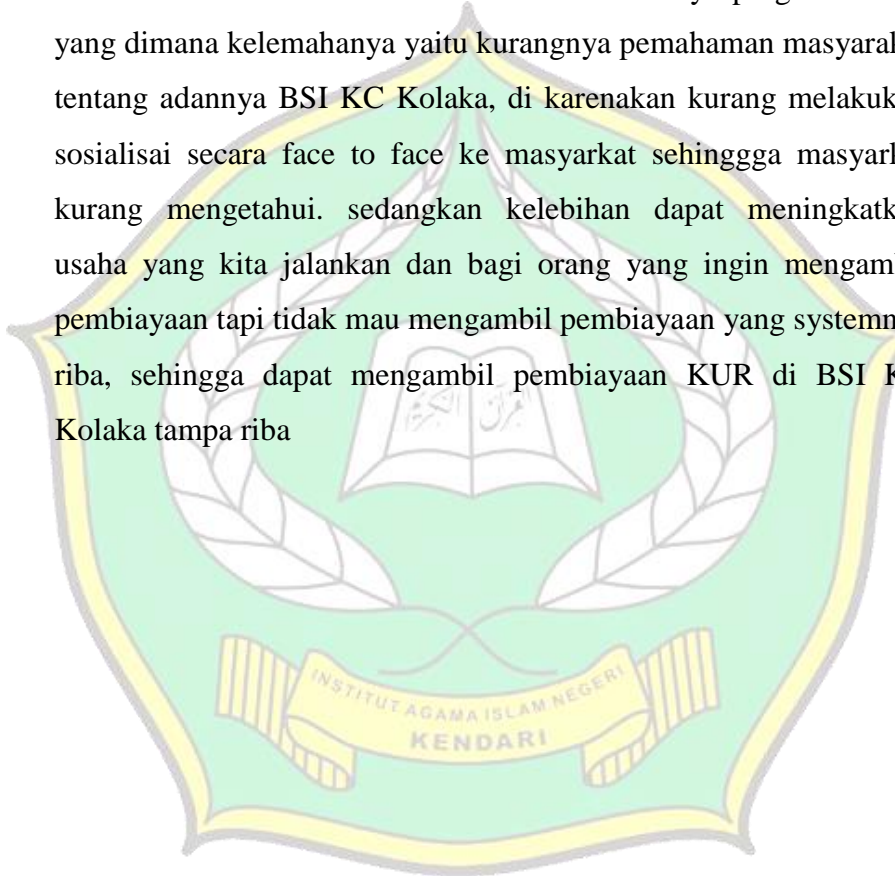 yang dimana kelemahanya yaitu kurangnya pemahaman masyarak
tentang adannya BSI KC Kolaka, di karenakan kurang melakuk
sosialisai secara face to face ke masyarkat sehinggga masyarl
kurang mengetahui. sedangkan kelebihan dapat meningkatk
usaha yang kita jalankan dan bagi orang yang ingin mengam
pembiayaan tapi tidak mau mengambil pembiayaan yang systemn
riba, sehingga dapat mengambil pembiayaan KUR di BSI K
Kolaka tampa riba
INSTITUT AGAMA ISLAM NEGERI
KENDARI